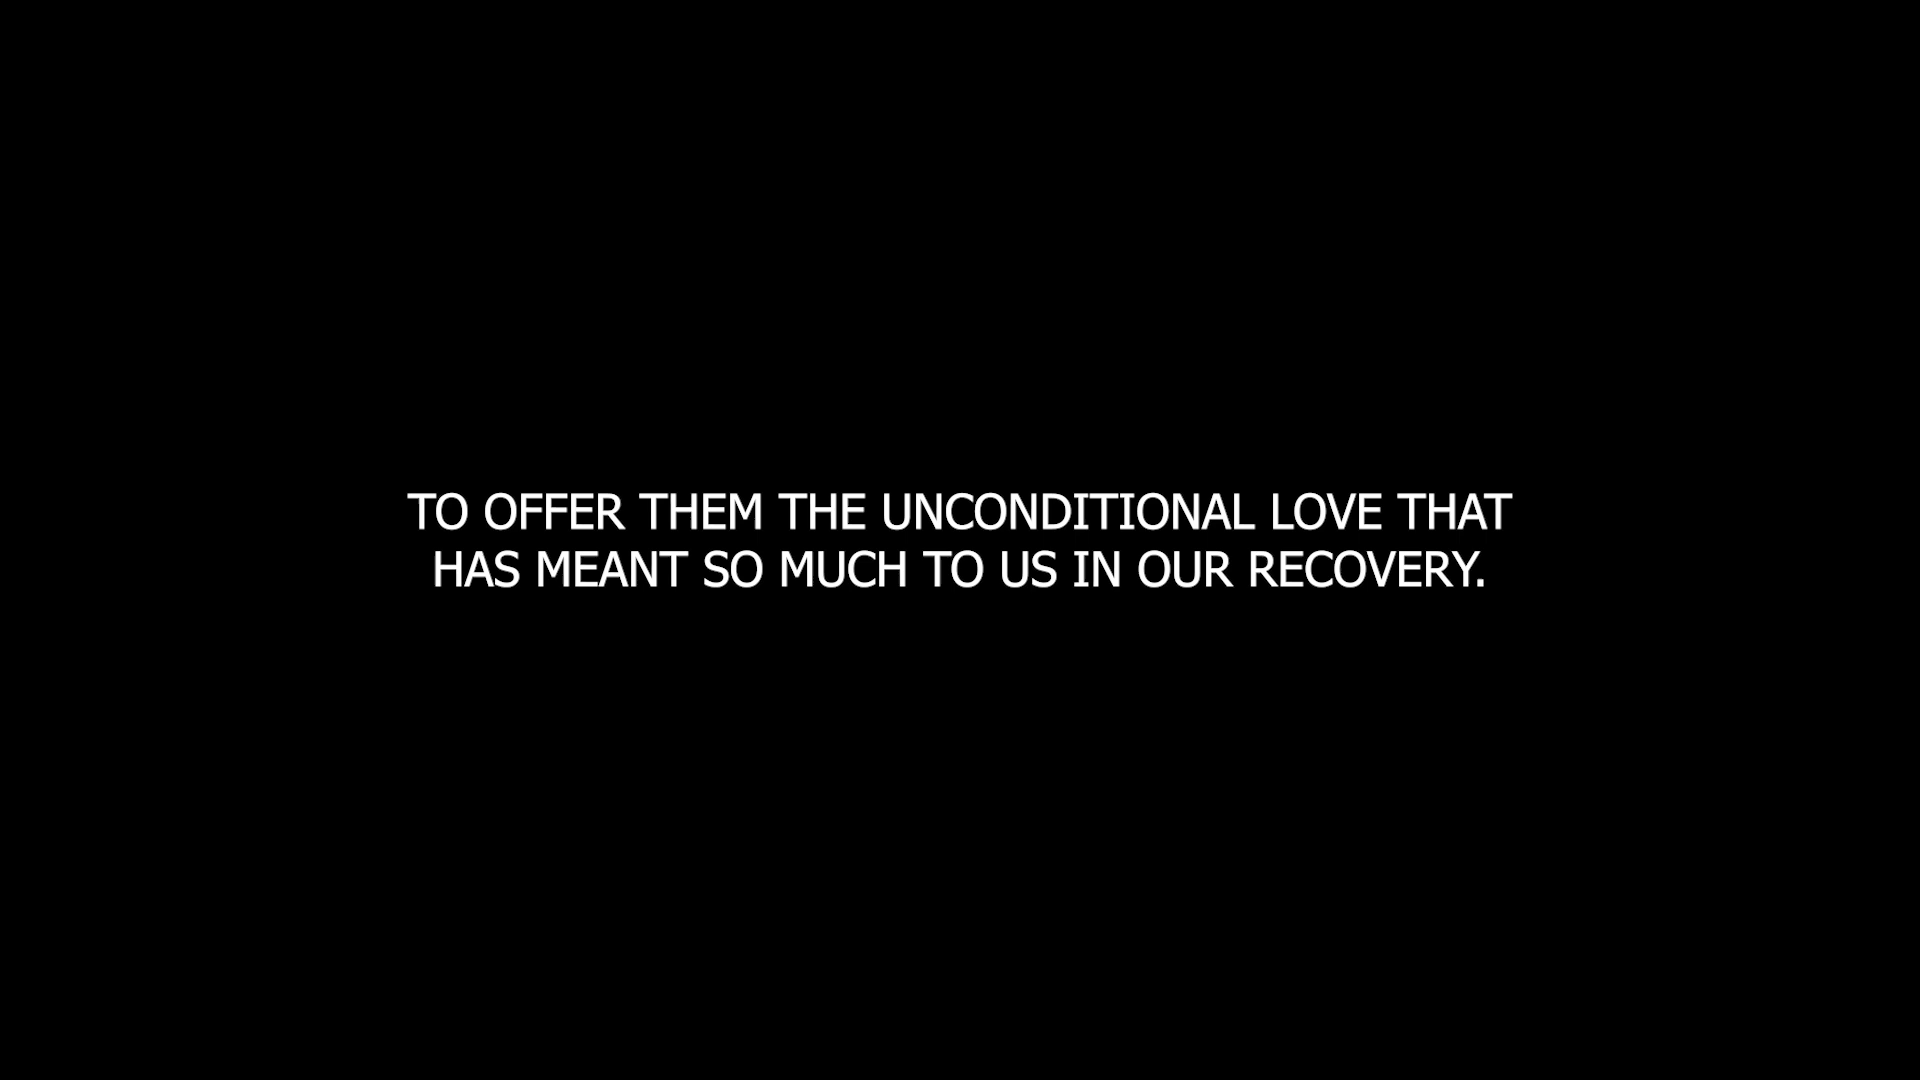 TO OFFER THEM THE UNCONDITIONAL LOVE THAT
HAS MEANT SO MUCH TO US IN OUR RECOVERY.